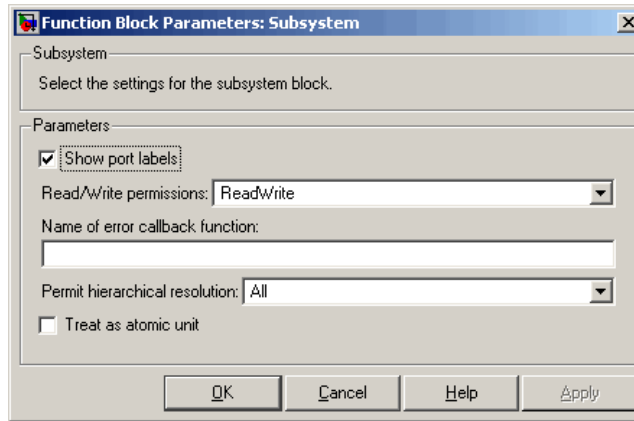 Function Block Parameters: Subsystem
Subsystem
Select the settings for the subsystem block.
Parameters
Show port labels
Read/Write permissions: ReadWrite
Name of error callback function:
Permit hierarchical resolution: All
Treat as atomic unit
OK Cancel Help Apply